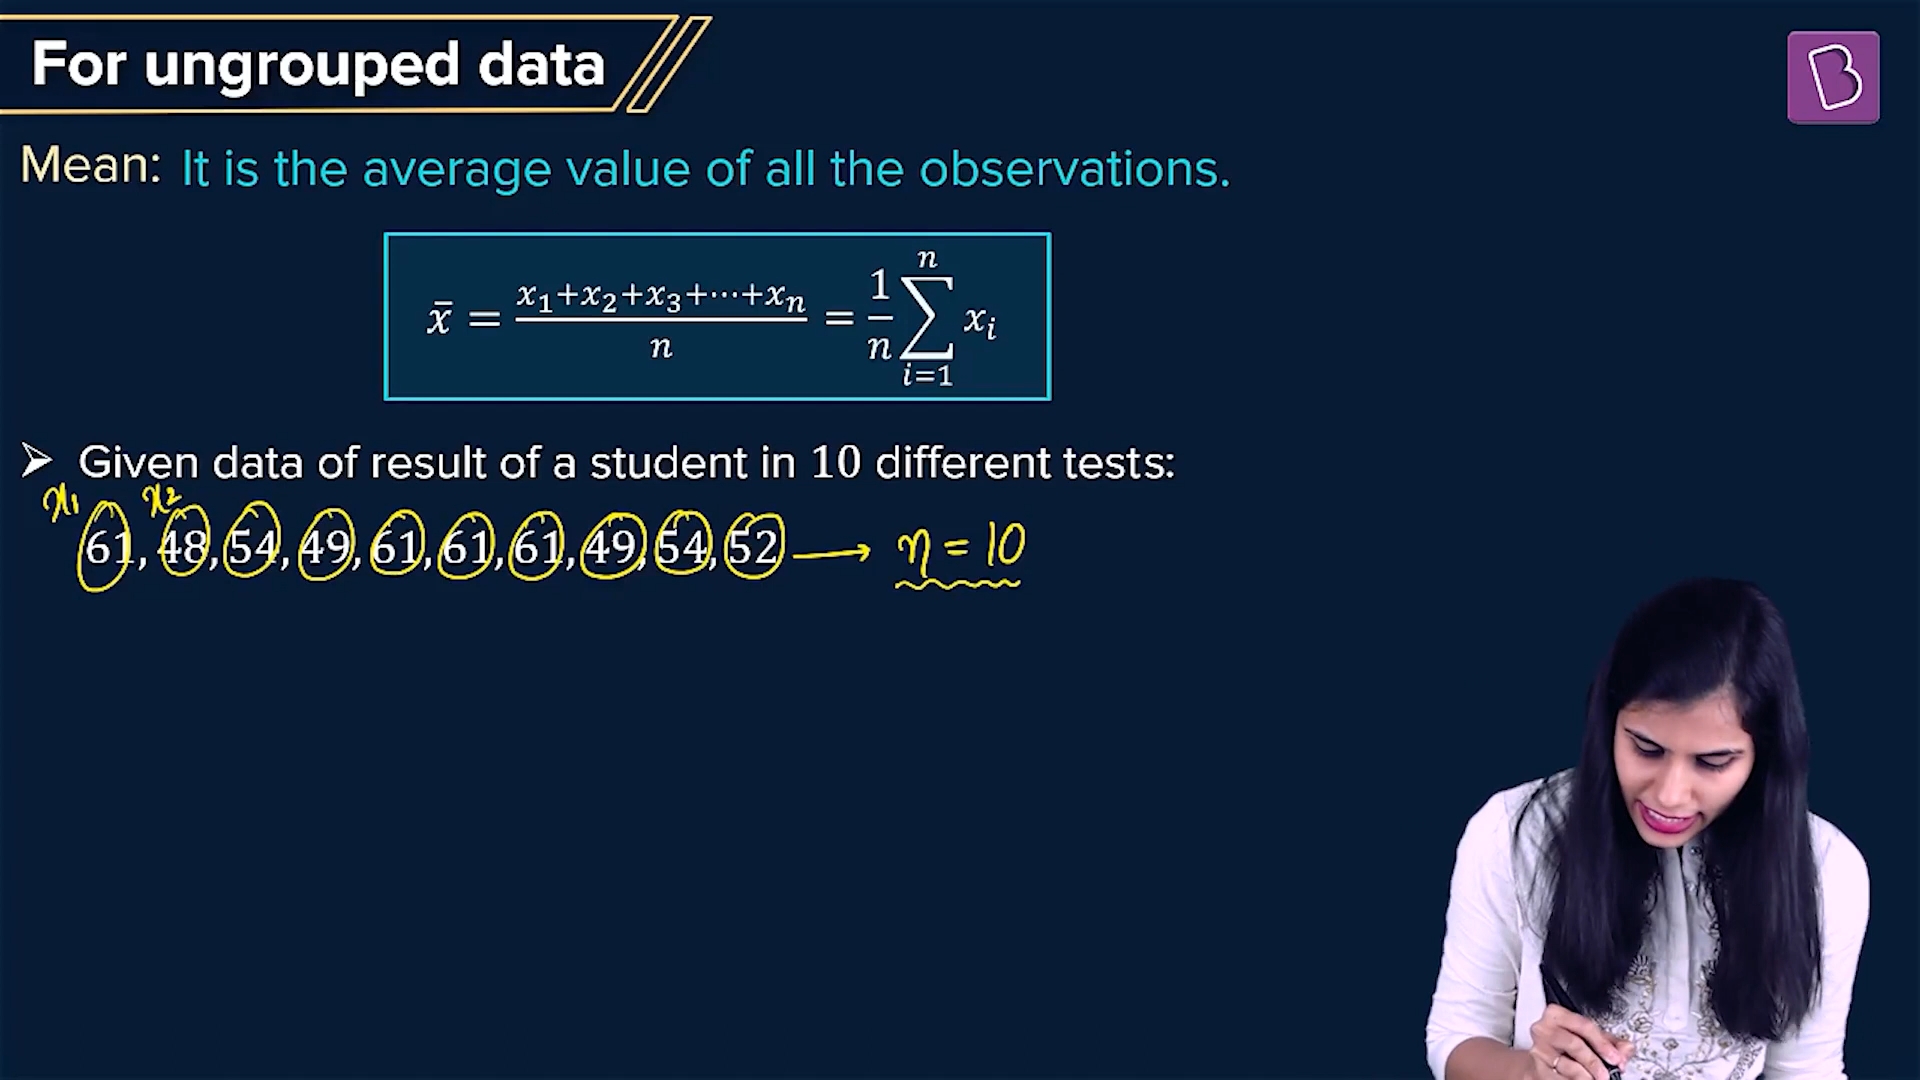 For ungrouped data
Mean: It is the average value of all the observations.
x̄ = (x₁+x₂+x₃+⋯+xₙ)/n = 1/n ∑ᵢ₌₁ⁿ xᵢ
➢ Given data of result of a student in 10 different tests:
x₁ x₂
61, 48, 54, 49, 61, 61, 61, 49, 54, 52 → n = 10